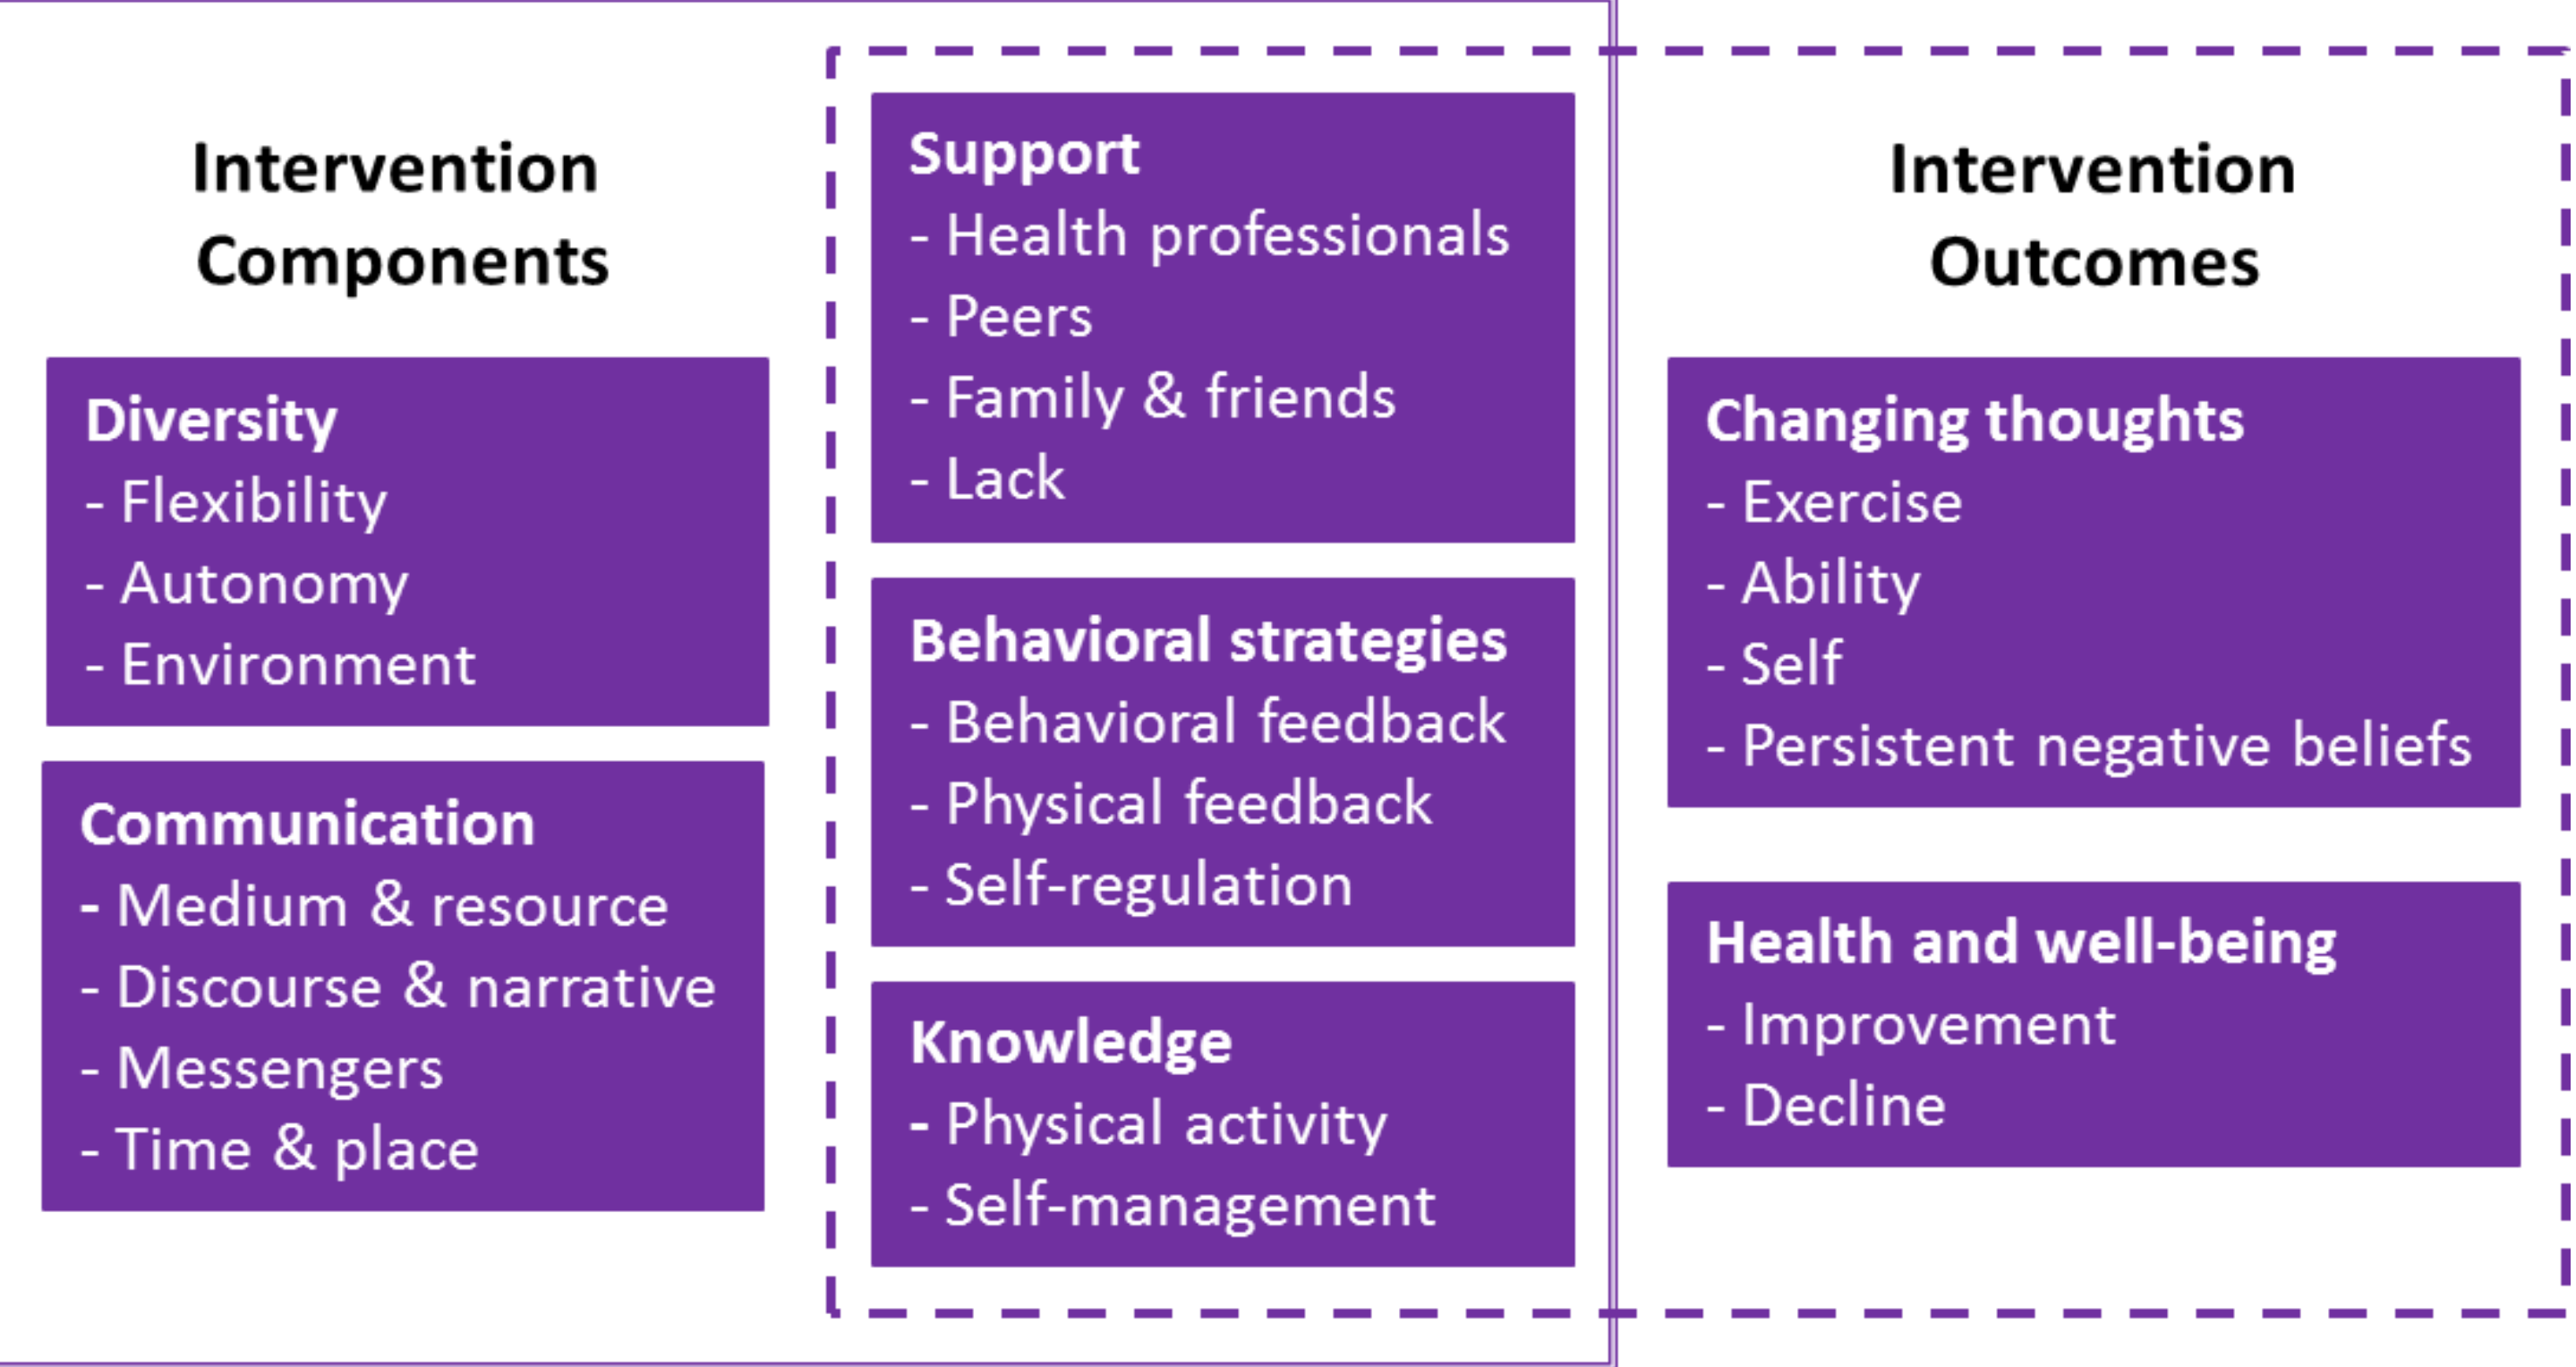 Intervention
Components
Diversity
- Flexibility
- Autonomy
- Environment
Communication
- Medium & resource
- Discourse & narrative
- Messengers
- Time & place
Support
- Health professionals
- Peers
- Family & friends
- Lack
Behavioral strategies
- Behavioral feedback
- Physical feedback
- Self-regulation
Knowledge
- Physical activity
- Self-management
Intervention
Outcomes
Changing thoughts
- Exercise
- Ability
- Self
- Persistent negative beliefs
Health and well-being
- Improvement
- Decline